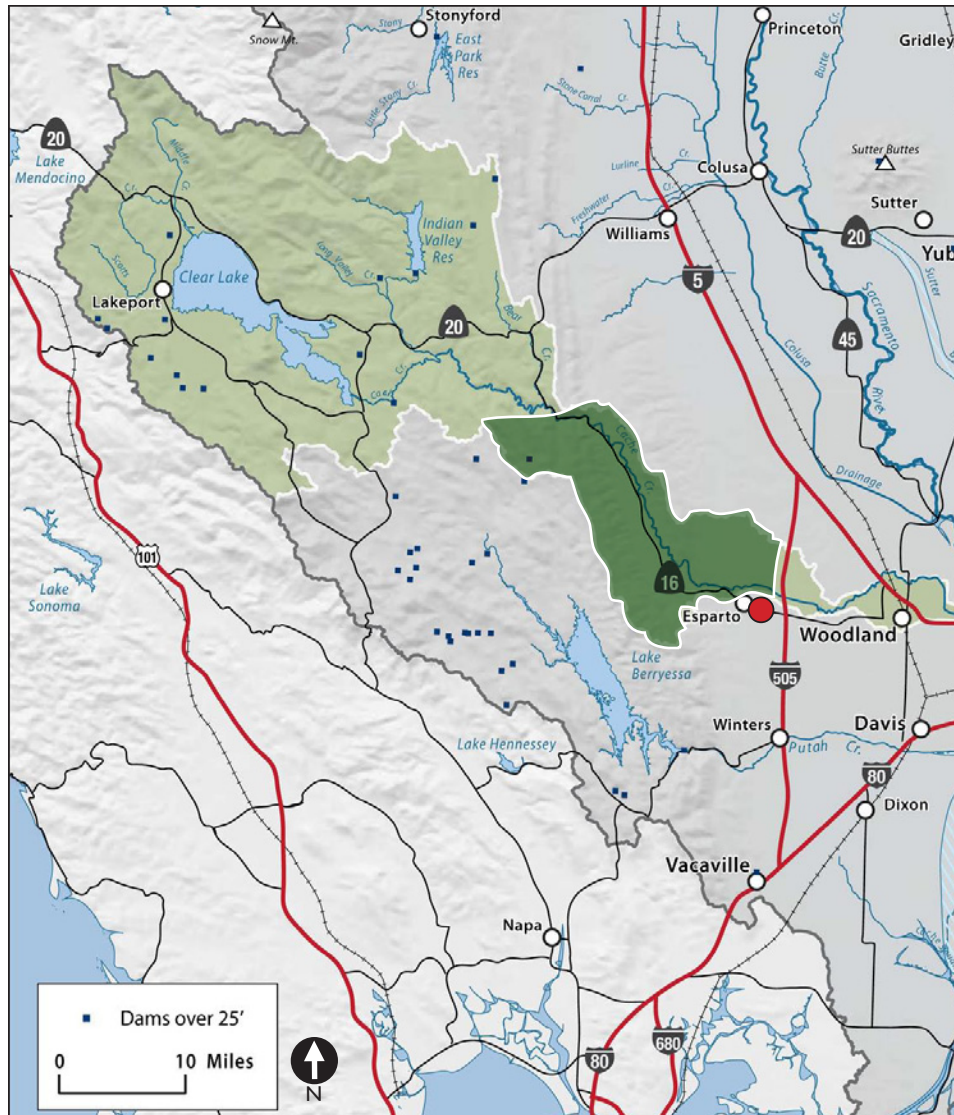 Stony
Stonyford
Princeton
Snow Mt.
East
Park
Res
Butte
Cr.
Gridley
Little Stony Cr.
Stone Corral Cr.
20
Lake
Mendocino
Middle
Cr.
Cr.
Lurline Cr.
Colusa
Sutter Buttes
Freshwater Cr.
Sutter
Williams
20
Yub
Scotts
Clear Lake
Long Valley
Cr.
Indian
Valley
Res
Lakeport
5
Sutter
Sacramento
River
Bear
Cr.
20
45
Colusa
Drainage
Cache
Cr.
101
Lake
Sonoma
16
Esparto
Woodland
Lake
Berryessa
505
Winters
Davis
Lake Hennessey
Putah Cr.
80
Dixon
Vacaville
Napa
Cache
Dams over 25'
0 10 Miles
N
80
680